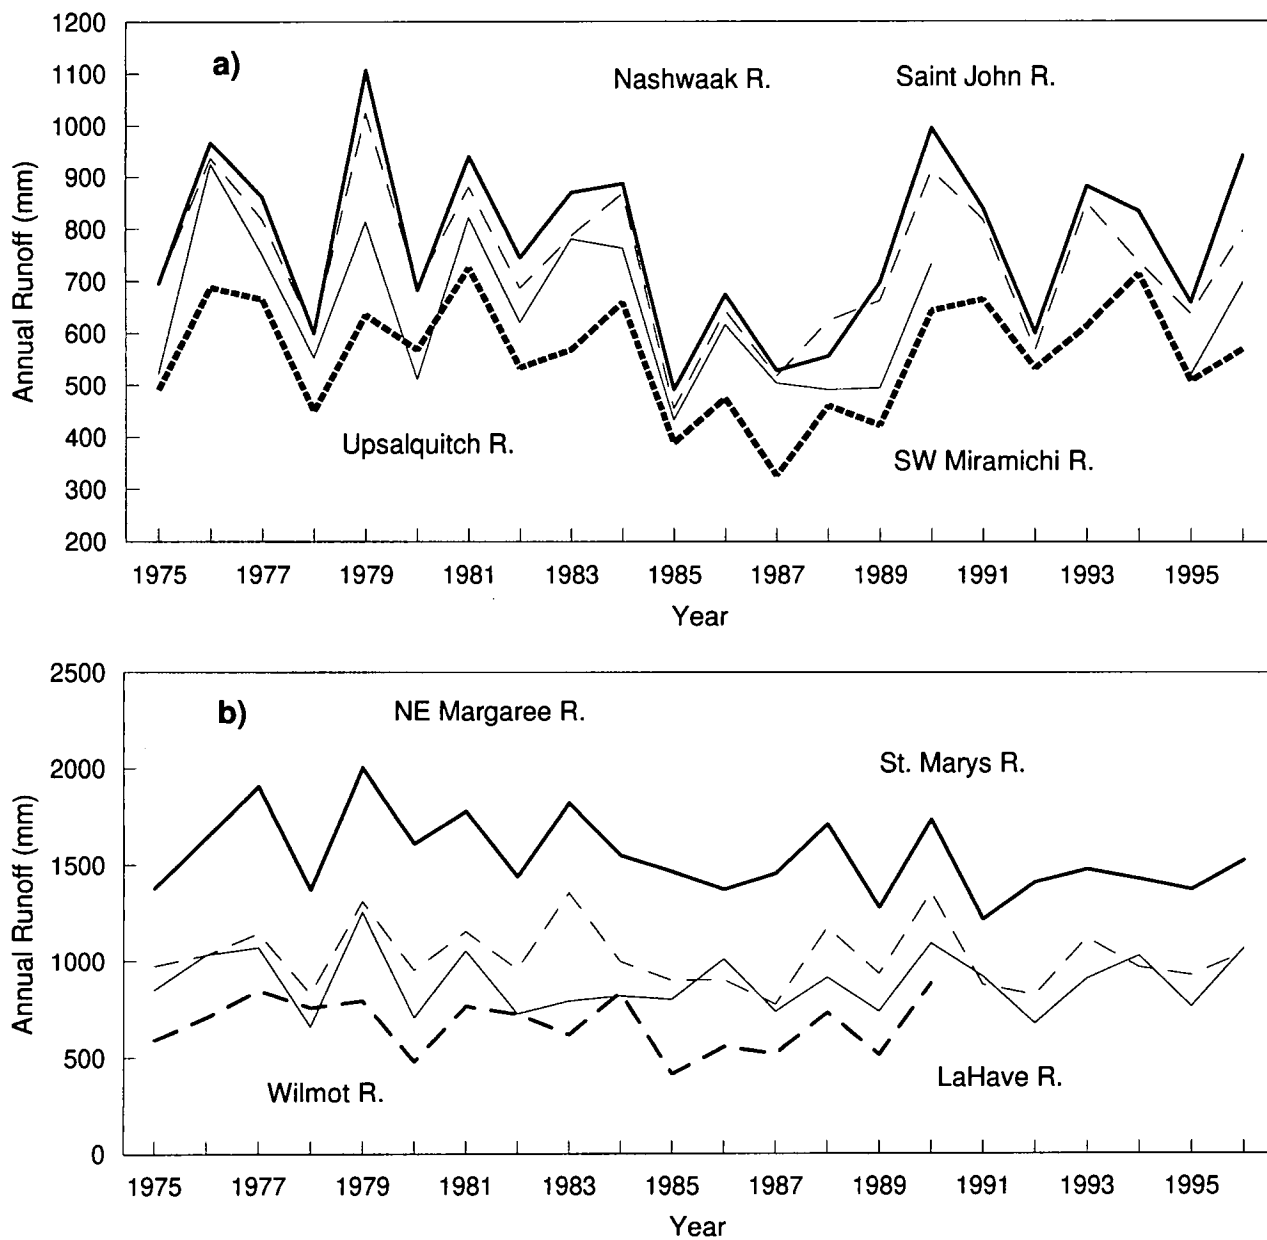 1200
a)
Nashwaak R.
Saint John R.
1100
1000
900
800
700
600
500
400
300
200
Annual Runoff (mm)
Upsalquitch R.
SW Miramichi R.
1975 1977 1979 1981 1983 1985 1987 1989 1991 1993 1995
Year
2500
b)
NE Margaree R.
St. Marys R.
2000
1500
1000
500
0
Annual Runoff (mm)
Wilmot R.
LaHave R.
1975 1977 1979 1981 1983 1985 1987 1989 1991 1993 1995
Year